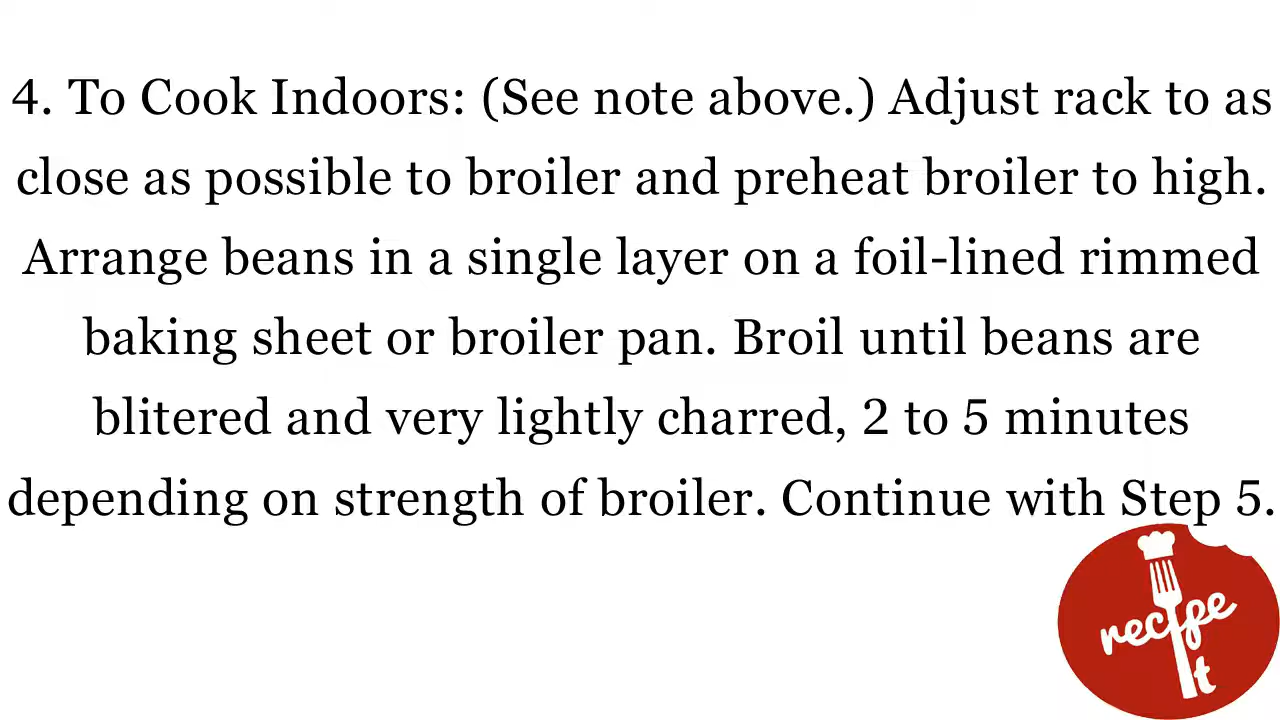 4. To Cook Indoors: (See note above.) Adjust rack to as
close as possible to broiler and preheat broiler to high.
Arrange beans in a single layer on a foil-lined rimmed
baking sheet or broiler pan. Broil until beans are
blitered and very lightly charred, 2 to 5 minutes
depending on strength of broiler. Continue with Step 5.
recipe
It